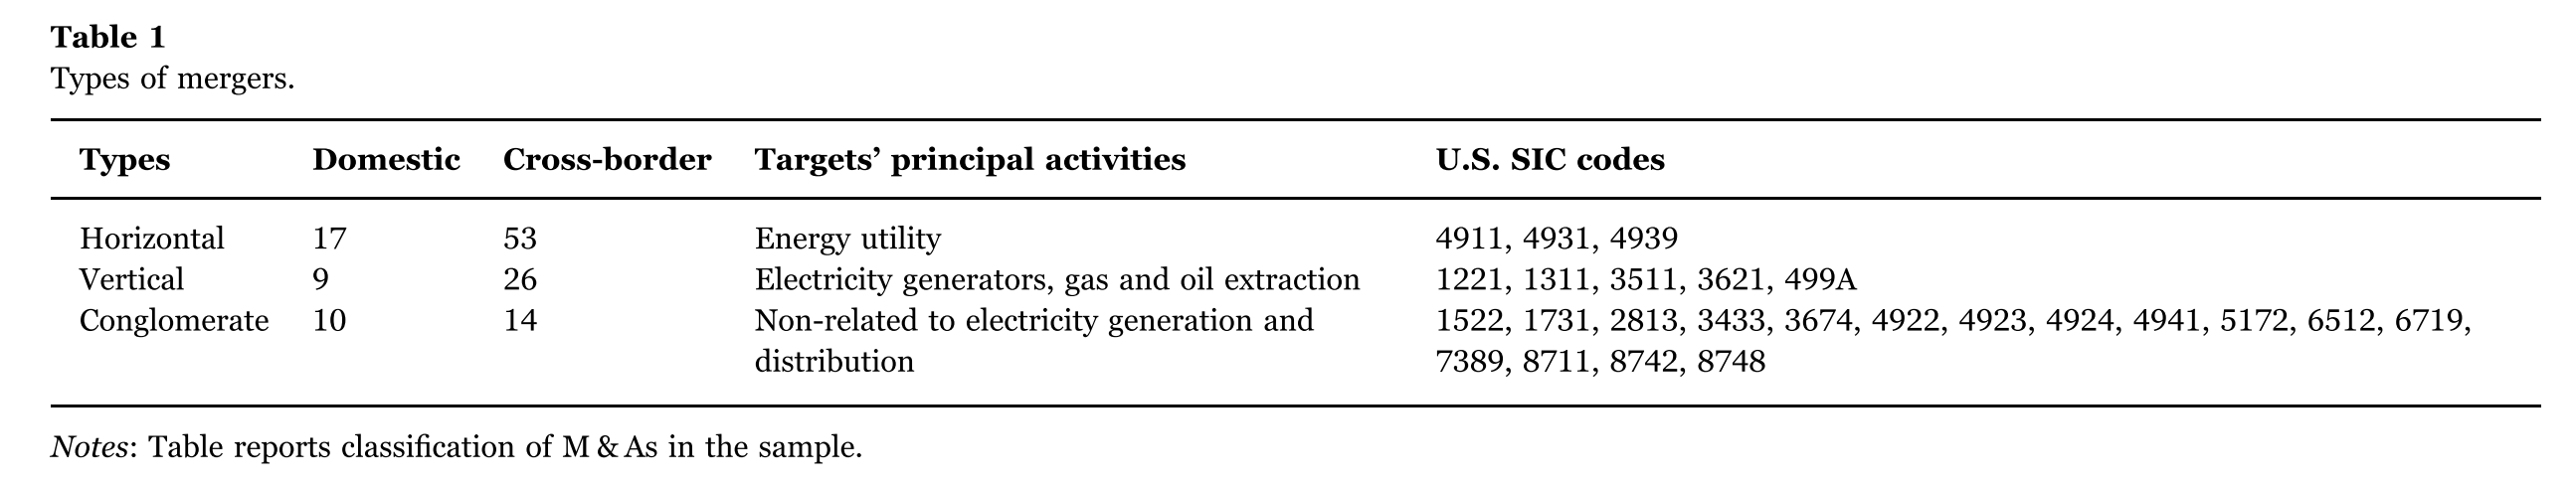 Table 1
Types of mergers.
Types Domestic Cross-border Targets’ principal activities U.S. SIC codes
Horizontal 17 53 Energy utility 4911, 4931, 4939
Vertical 9 26 Electricity generators, gas and oil extraction 1221, 1311, 3511, 3621, 499A
Conglomerate 10 14 Non-related to electricity generation and 1522, 1731, 2813, 3433, 3674, 4922, 4923, 4924, 4941, 5172, 6512, 6719,
distribution 7389, 8711, 8742, 8748
Notes: Table reports classification of M & As in the sample.